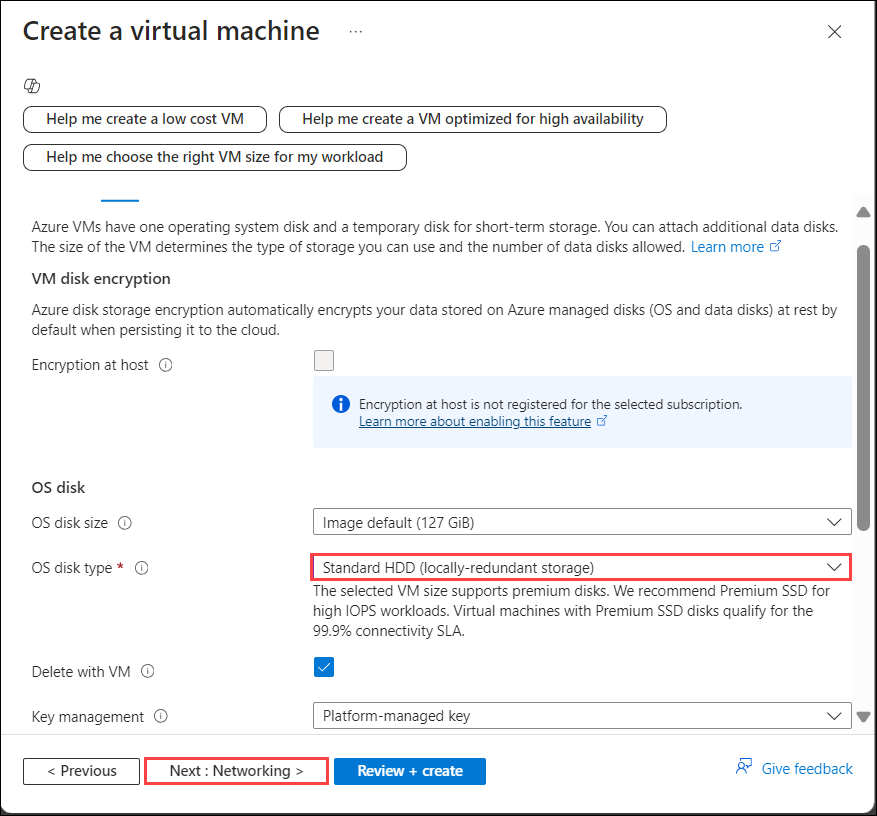 Create a virtual machine ...
Help me create a low cost VM
Help me create a VM optimized for high availability
Help me choose the right VM size for my workload
Azure VMs have one operating system disk and a temporary disk for short-term storage. You can attach additional data disks.
The size of the VM determines the type of storage you can use and the number of data disks allowed. Learn more
VM disk encryption
Azure disk storage encryption automatically encrypts your data stored on Azure managed disks (OS and data disks) at rest by
default when persisting it to the cloud.
Encryption at host
Encryption at host is not registered for the selected subscription.
Learn more about enabling this feature
OS disk
OS disk size
Image default (127 GiB)
OS disk type *
Standard HDD (locally-redundant storage)
The selected VM size supports premium disks. We recommend Premium SSD for
high IOPS workloads. Virtual machines with Premium SSD disks qualify for the
99.9% connectivity SLA.
Delete with VM
Key management
Platform-managed key
< Previous
Next : Networking >
Review + create
Give feedback